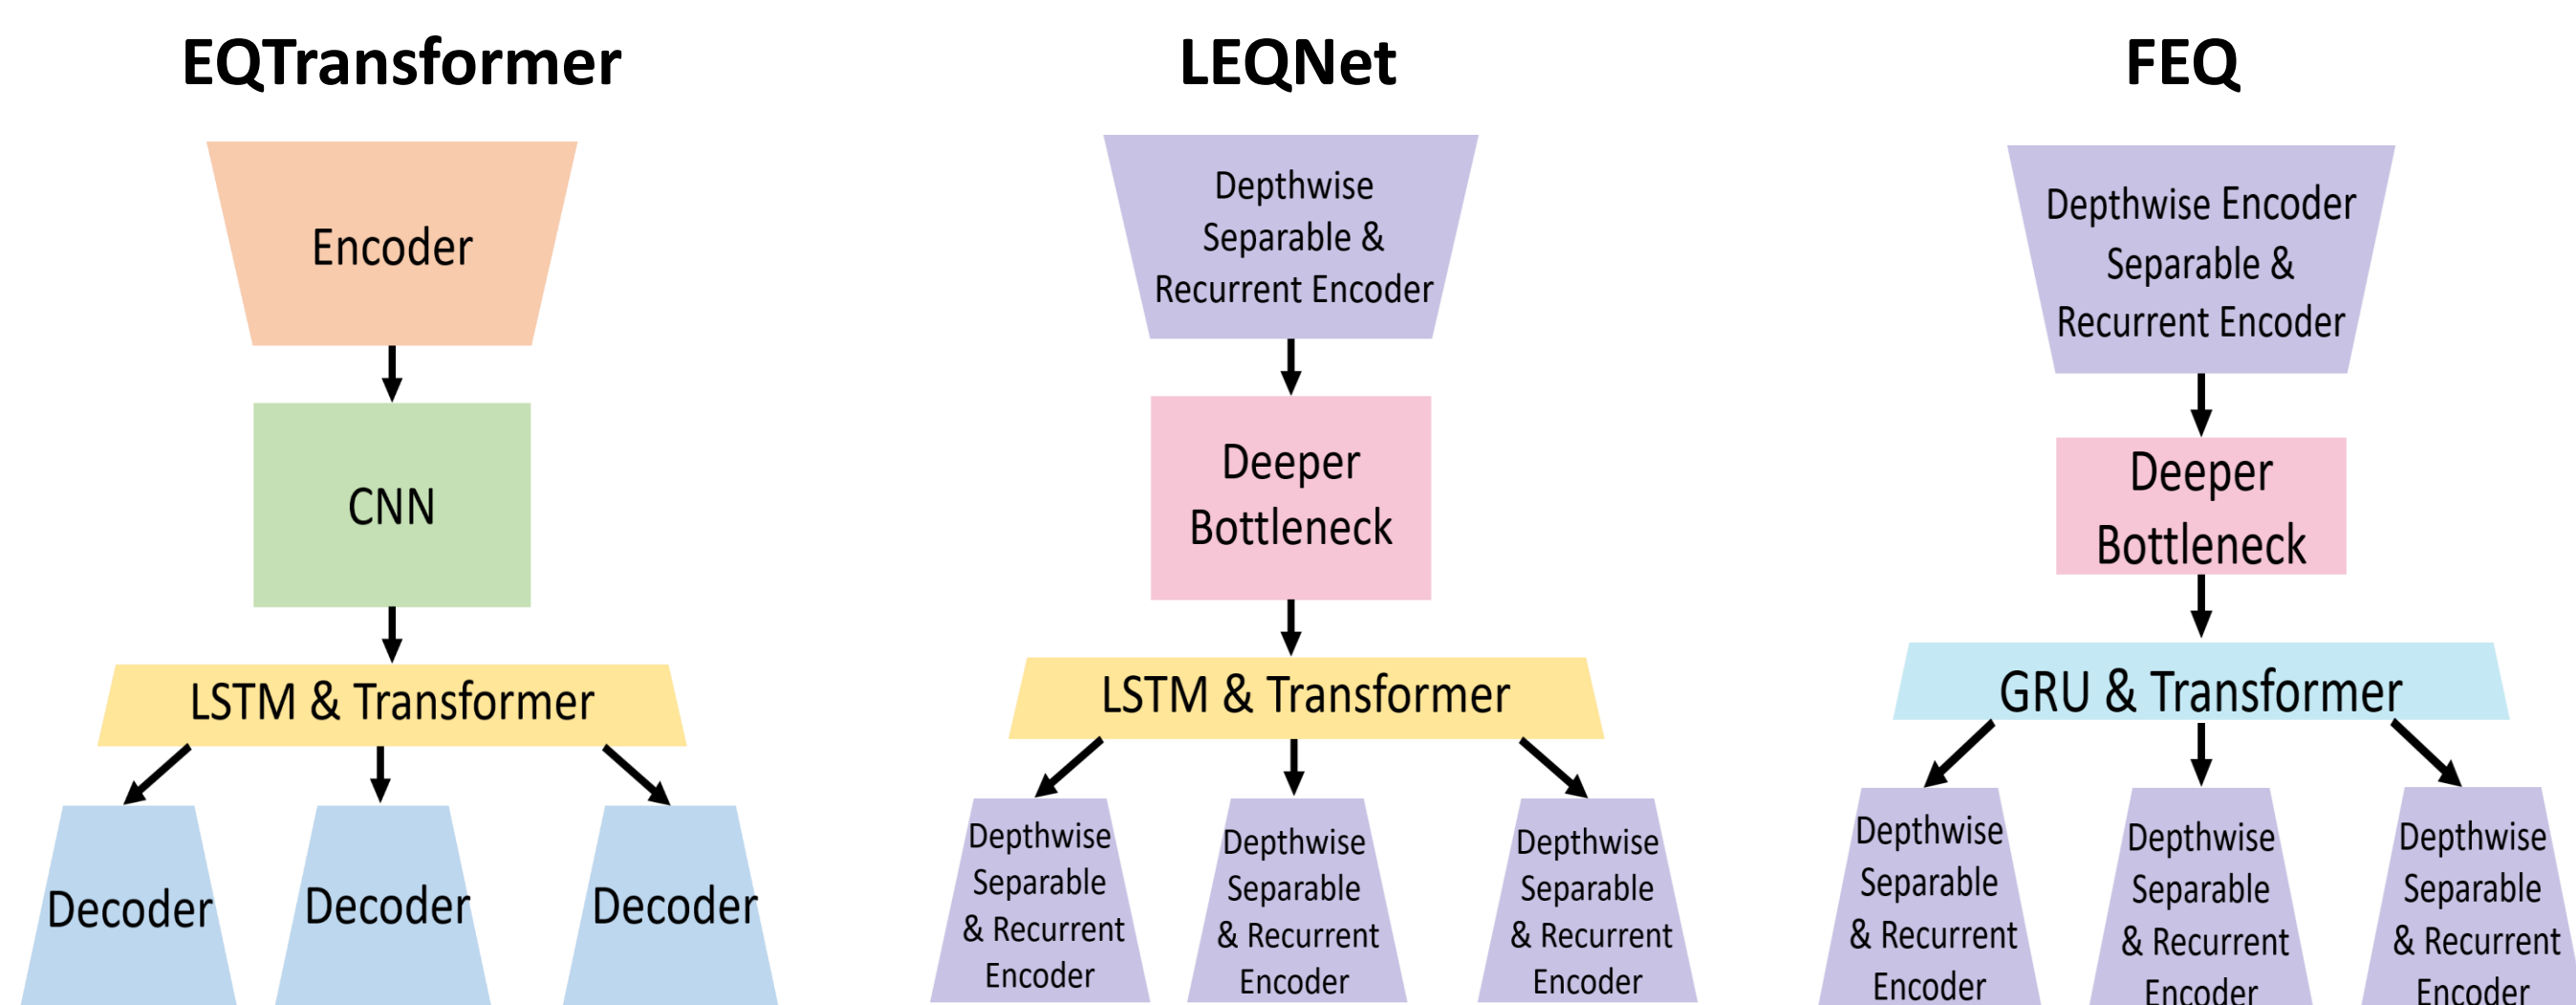 EQTransformer
Encoder
CNN
LSTM & Transformer
Decoder
Decoder
Decoder
LEQNet
Depthwise
Separable &
Recurrent Encoder
Deeper
Bottleneck
LSTM & Transformer
Depthwise
Separable
& Recurrent
Encoder
Depthwise
Separable
& Recurrent
Encoder
Depthwise
Separable
& Recurrent
Encoder
FEQ
Depthwise Encoder
Separable &
Recurrent Encoder
Deeper
Bottleneck
GRU & Transformer
Depthwise
Separable
& Recurrent
Encoder
Depthwise
Separable
& Recurrent
Encoder
Depthwise
Separable
& Recurrent
Encoder